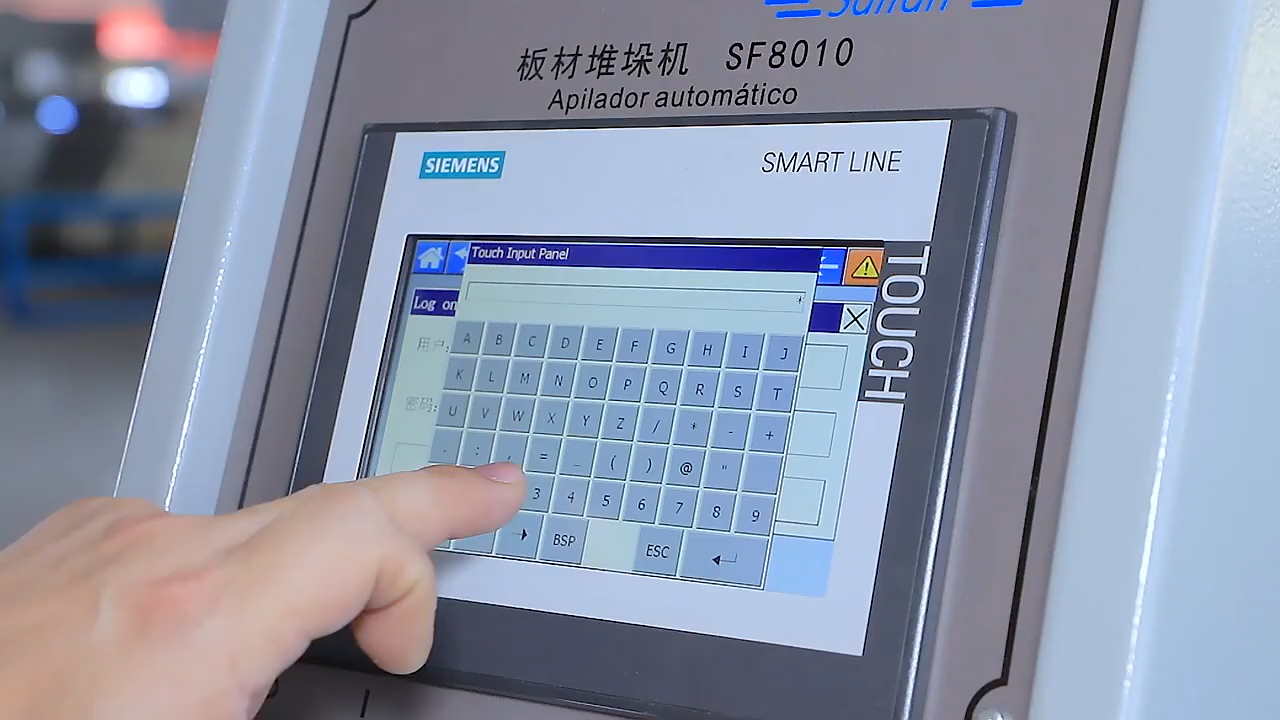 板材堆垛机 SF8010
Apilador automático
SIEMENS
SMART LINE
TOUCH
Touch Input Panel
*
Log on
用户:
密码:
A B C D E F G H I J
K L M N O P Q R S T
U V W X Y Z / * - +
. : , = _ ( ) @ "
3 4 5 6 7 8 9
→ BSP ESC ↵